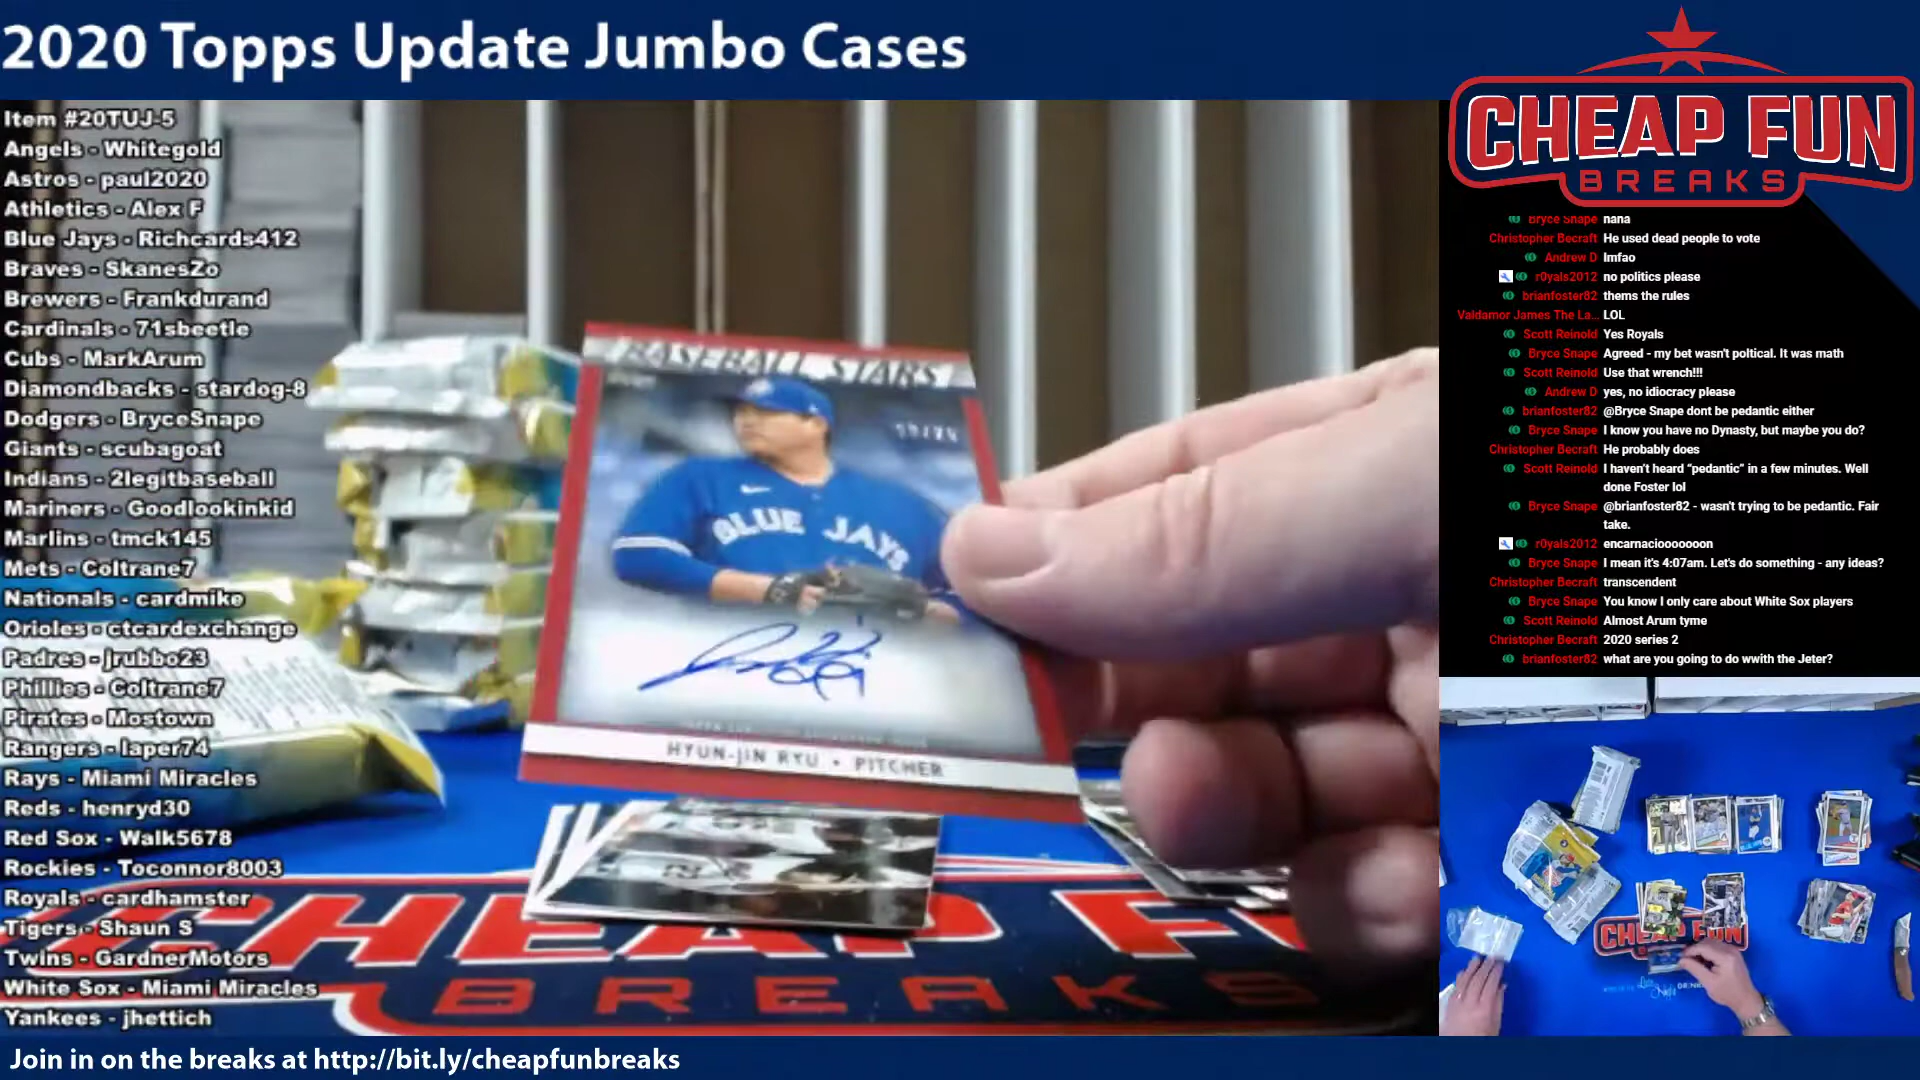 2020 Topps Update Jumbo Cases
Item #20TUJ-5
Angels - Whitegold
Astros - paul2020
Athletics - Alex F
Blue Jays - Richcards412
Braves - SkanesZo
Brewers - Frankdurand
Cardinals - 71sbeetle
Cubs - MarkArum
Diamondbacks - stardog-8
Dodgers - BryceSnape
Giants - scubagoat
Indians - 2legitbaseball
Mariners - Goodlookinkid
Marlins - tmck145
Mets - Coltrane7
Nationals - cardmike
Orioles - ctcardexchange
Padres - jrubbo23
Phillies - Coltrane7
Pirates - Mostown
Rangers - laper74
Rays - Miami Miracles
Reds - henryd30
Red Sox - Walk5678
Rockies - Toconnor8003
Royals - cardhamster
Tigers - Shaun S
Twins - GardnerMotors
White Sox - Miami Miracles
Yankees - jhettich
BASEBALL STARS
BLUE JAYS
HYUN-JIN RYU • PITCHER
CHEAP FU
BREAKS
CHEAP FUN
BREAKS
Bryce Snape nana
Christopher Becraft He used dead people to vote
Andrew D lmfao
r0yals2012 no politics please
brianfoster82 thems the rules
Valdamor James The La... LOL
Scott Reinold Yes Royals
Bryce Snape Agreed - my bet wasn't poltical. It was math
Scott Reinold Use that wrench!!!
Andrew D yes, no idiocracy please
brianfoster82 @Bryce Snape dont be pedantic either
Bryce Snape I know you have no Dynasty, but maybe you do?
Christopher Becraft He probably does
Scott Reinold I haven't heard “pedantic” in a few minutes. Well
done Foster lol
Bryce Snape @brianfoster82 - wasn't trying to be pedantic. Fair
take.
r0yals2012 encarnaciooooooon
Bryce Snape I mean it's 4:07am. Let's do something - any ideas?
Christopher Becraft transcendent
Bryce Snape You know I only care about White Sox players
Scott Reinold Almost Arum tyme
Christopher Becraft 2020 series 2
brianfoster82 what are you going to do wwith the Jeter?
CHEAP FUN
Join in on the breaks at http://bit.ly/cheapfunbreaks